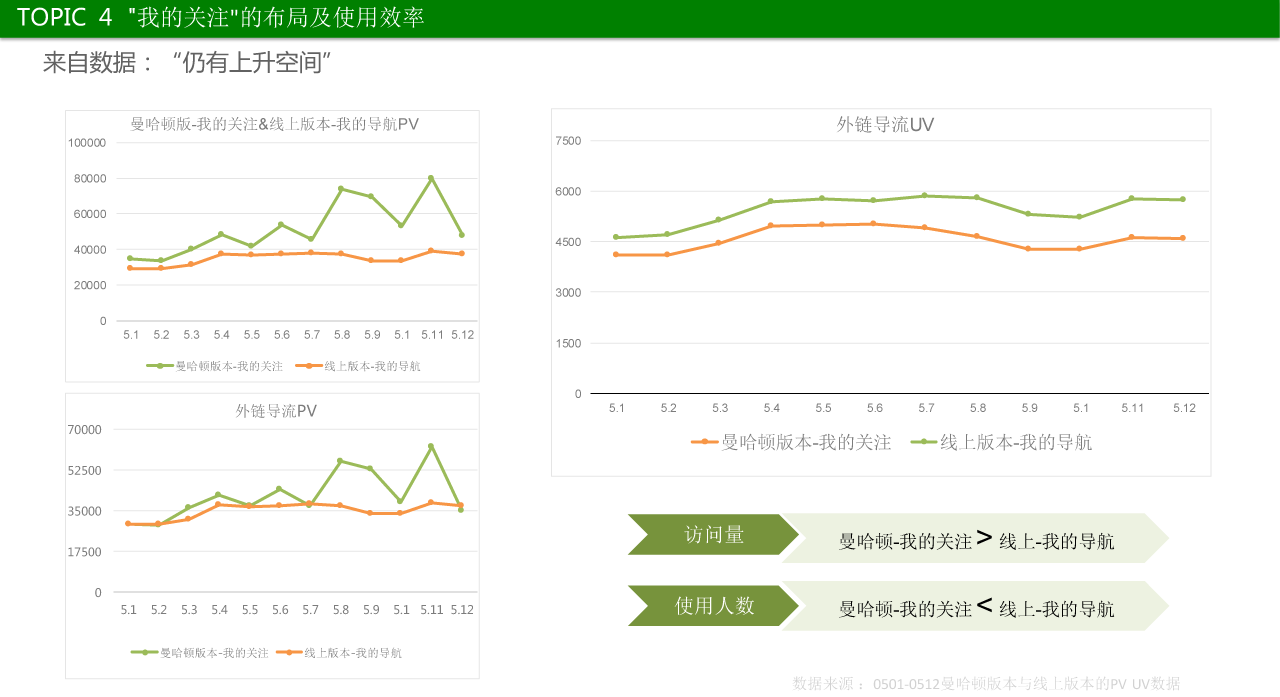 TOPIC 4 "我的关注"的布局及使用效率
来自数据：“仍有上升空间”
曼哈顿版-我的关注&线上版本-我的导航PV
100000
80000
60000
40000
20000
0
5.1 5.2 5.3 5.4 5.5 5.6 5.7 5.8 5.9 5.1 5.11 5.12
曼哈顿版本-我的关注 线上版本-我的导航
外链导流PV
70000
52500
35000
17500
0
5.1 5.2 5.3 5.4 5.5 5.6 5.7 5.8 5.9 5.1 5.11 5.12
曼哈顿版本-我的关注 线上版本-我的导航
外链导流UV
7500
6000
4500
3000
1500
0
5.1 5.2 5.3 5.4 5.5 5.6 5.7 5.8 5.9 5.1 5.11 5.12
曼哈顿版本-我的关注 线上版本-我的导航
访问量 曼哈顿-我的关注 > 线上-我的导航
使用人数 曼哈顿-我的关注 < 线上-我的导航
数据来源：0501-0512曼哈顿版本与线上版本的PV UV数据